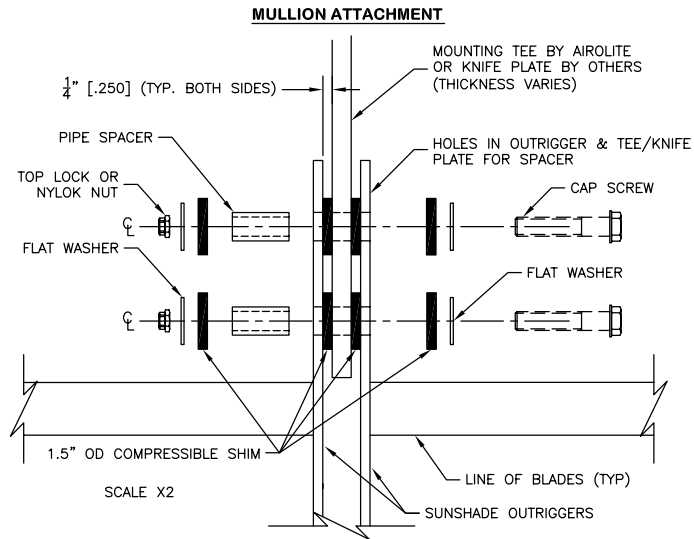 MULLION ATTACHMENT
MOUNTING TEE BY AIROLITE
OR KNIFE PLATE BY OTHERS
(THICKNESS VARIES)
1/4" [.250] (TYP. BOTH SIDES)
PIPE SPACER
HOLES IN OUTRIGGER & TEE/KNIFE
PLATE FOR SPACER
TOP LOCK OR
NYLOK NUT
CAP SCREW
℄
FLAT WASHER
FLAT WASHER
℄
1.5" OD COMPRESSIBLE SHIM
LINE OF BLADES (TYP)
SCALE X2
SUNSHADE OUTRIGGERS